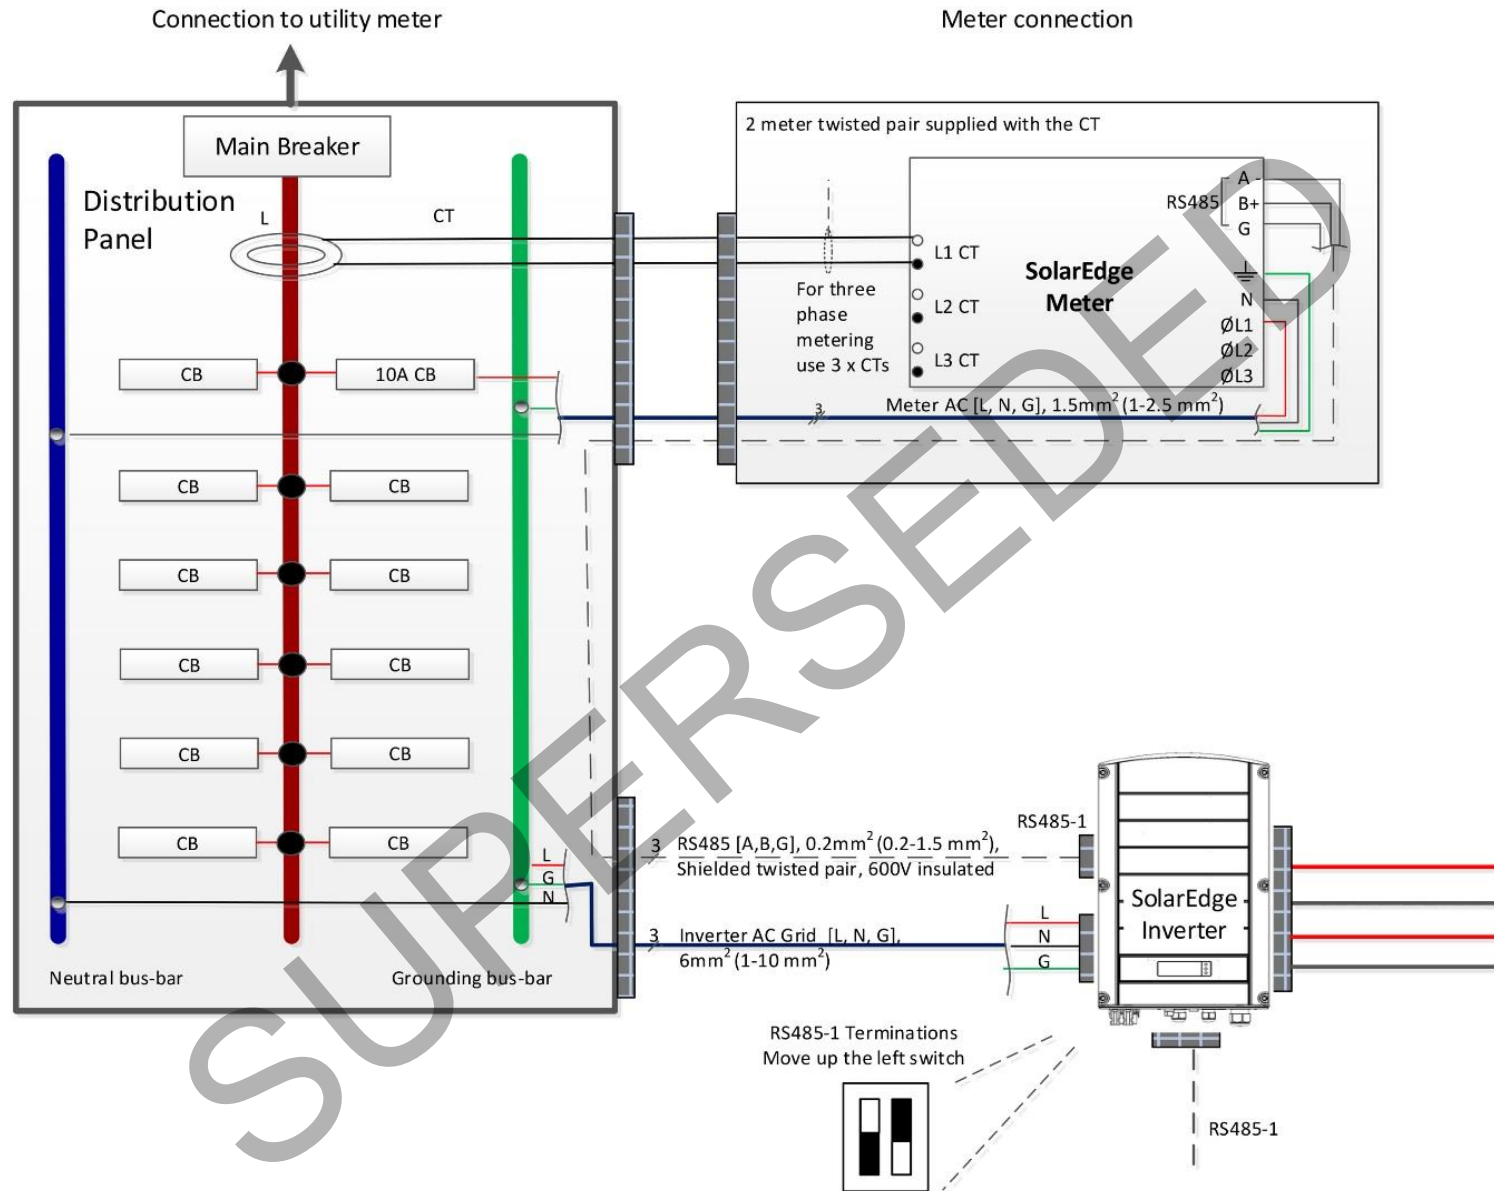 Connection to utility meter
Meter connection
Main Breaker
Distribution
Panel
L
CT
2 meter twisted pair supplied with the CT
A -
RS485
B+
G
L1 CT
SolarEdge
Meter
For three
phase
metering
use 3 x CTs
L2 CT
L3 CT
N
ØL1
ØL2
ØL3
Meter AC [L, N, G], 1.5mm² (1-2.5 mm²)
3
CB
10A CB
CB
CB
CB
CB
CB
CB
CB
CB
CB
CB
L
G
N
Neutral bus-bar
Grounding bus-bar
RS485-1
3
RS485 [A,B,G], 0.2mm² (0.2-1.5 mm²),
Shielded twisted pair, 600V insulated
3
Inverter AC Grid [L, N, G],
6mm² (1-10 mm²)
L
N
G
SolarEdge
Inverter
RS485-1 Terminations
Move up the left switch
RS485-1
SUPERSEDED